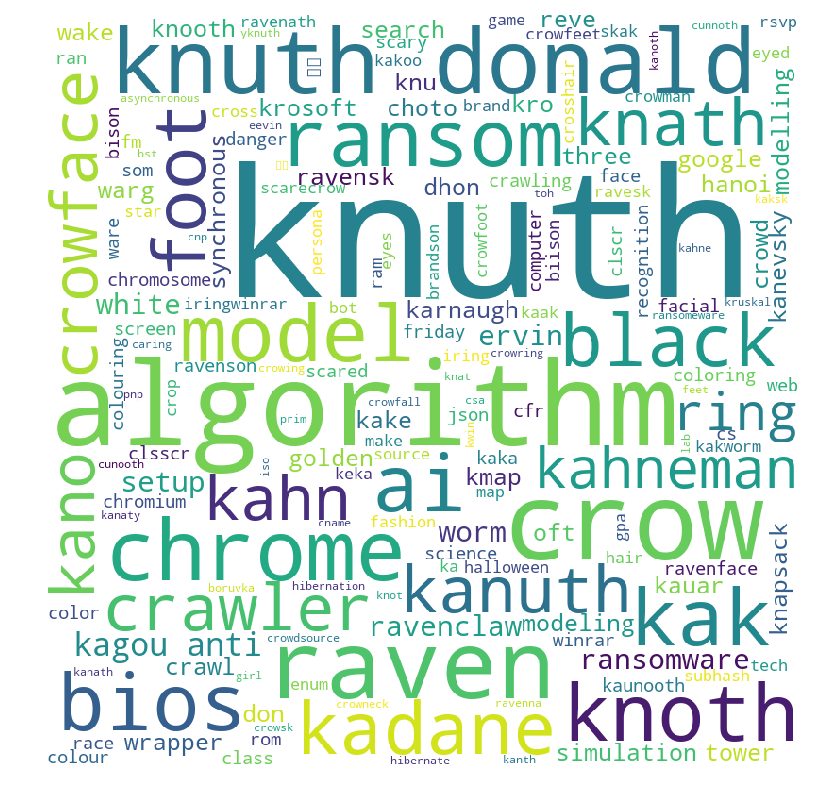 game
reve
rsvp
ravenath
knooth
yknuth
search
crowfeet
skak
cunnoth
wake
knuth
donald
scary
kanoth
ran
kakoo
eyed
acrowface
foot
knu
asynchronous
cross
krosoft
choto
brand
kro
crosshair
crowman
knath
modelling
bison
fm
eevin
danger
ransom
three
google
bst
som
warg
scarecrow
ravensk
dhon
crawling
face
ravesk
hanoi
star
synchronous
knuth
toh
kaksk
ware
cnp
persona
ram
eyes
brandson
crowfoot
computer
biison
clscr
recognition
kahne
crowd
kanevsky
chromosome
facial
kruskal
white
iringwinrar
bot
karnaugh
kaak
ransomeware
screen
caring
model
friday
ervin
black
colouring
ravenson
crowing
scared
iring
crowring
coloring
web
pnp
crop
algorithm
knat
csa
feet
crowfall
json
cfr
ring
prim
kake
make
kwin
cs
lab
kakworm
clsscr
golden
source
kaka
cunooth
iso
keka
kmap
map
kahneman
kano
setup
kahn
ai
crow
kanaty
chromium
cname
fashion
worm
oft
gpa
chrome
science
hair
ravenface
knapsack
ka
halloween
kauar
boruvka
hibernation
knot
kanuth
kak
color
crawler
ravenclaw
modeling
winrar
kagou anti
crowdsource
ransomware
tech
kanath
crawl
girl
raven
kaunooth
subhash
enum
bios
crowneck
ravenna
knoth
don
kadane
crowsk
rom
race
wrapper
simulation
tower
colour
class
hibernate
kanth